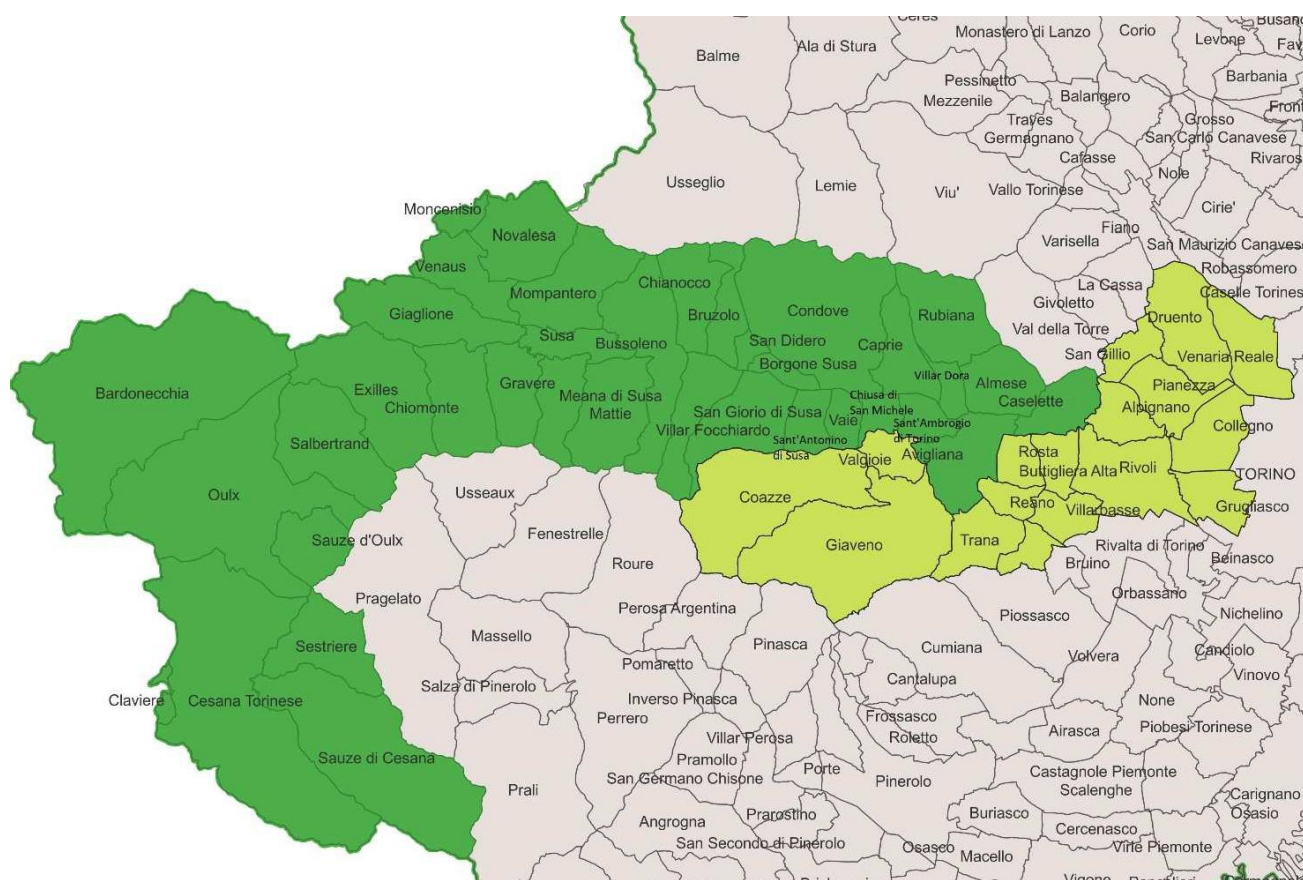 Ceres
Monastero di Lanzo
Corio
Busano
Levone
Balme
Ala di Stura
Pessinetto
Barbania
Mezzenile
Balangero
Traves
Grosso
Germagnano
San Carlo Canavese
Cafasse
Rivaros
Nole
Usseglio
Lemie
Viu'
Vallo Torinese
Moncenisio
Cirie'
Fiano
Novalesa
Varisella
San Maurizio Canavese
Venaus
Robassomero
Chianocco
La Cassa
Mompantero
Caselle Torines
Givoletto
Giaglione
Bruzolo
Condove
Rubiana
Druento
Susa
Val della Torre
Bussoleno
San Didero
Caprie
San Gillio
Venaria Reale
Borgone Susa
Bardonecchia
Exilles
Gravere
Villar Dora
Almese
Pianezza
Chiomonte
Meana di Susa
Caselette
Chiusa di
San Michele
Alpignano
Mattie
San Giorio di Susa
Vaie
Sant'Ambrogio
di Torino
Collegno
Villar Focchiardo
Salbertrand
Sant'Antonino
di Susa
Avigliana
Rosta
Valgioie
Buttigliera Alta
Rivoli
TORINO
Usseaux
Oulx
Coazze
Reano
Villarbasse
Grugliasco
Fenestrelle
Sauze d'Oulx
Giaveno
Trana
Rivalta di Torino
Beinasco
Roure
Bruino
Pragelato
Orbassano
Perosa Argentina
Piossasco
Nichelino
Massello
Sestriere
Pinasca
Cumiana
Candiolo
Pomaretto
Volvera
Vinovo
Salza di Pinerolo
Cantalupa
Claviere
Cesana Torinese
Inverso Pinasca
None
Perrero
Frossasco
Piobesi Torinese
Villar Perosa
Roletto
Airasca
Sauze di Cesana
Pramollo
Porte
San Germano Chisone
Pinerolo
Castagnole Piemonte
Prali
Scalenghe
Carignano
Prarostino
Buriasco
Osasio
Angrogna
Cercenasco
San Secondo di Pinerolo
Osasco
Virle Piemonte
Macello
Vigone